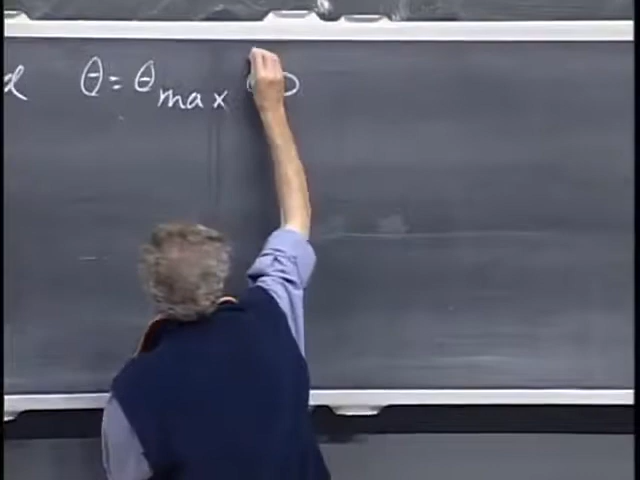 α θ = θmax